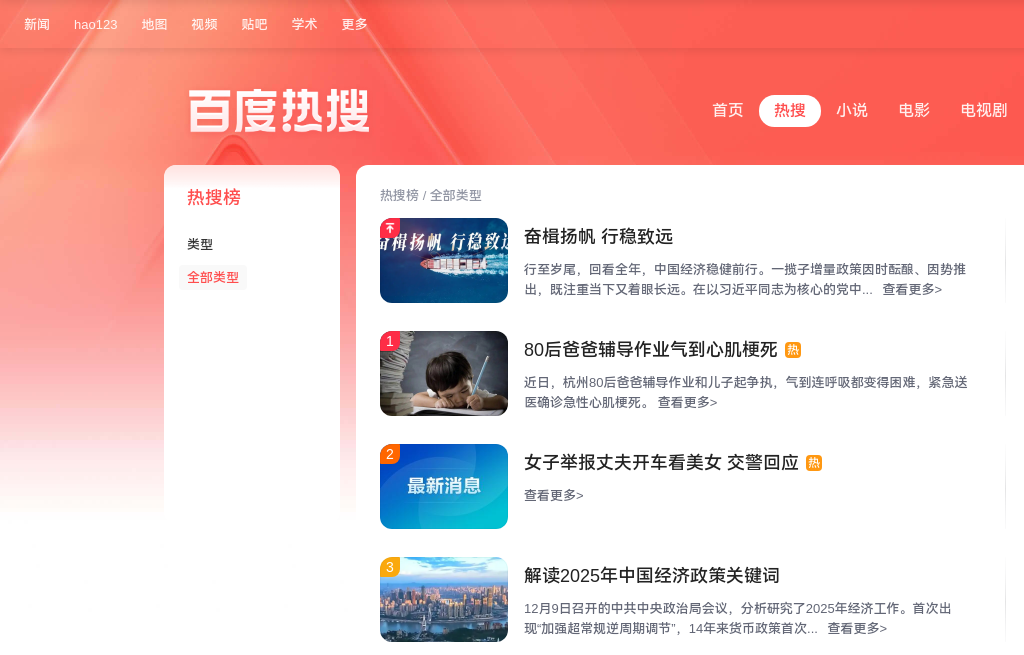 新闻 hao123 地图 视频 贴吧 学术 更多
百度热搜
首页 热搜 小说 电影 电视剧
热搜榜
类型
全部类型
热搜榜 / 全部类型
奋楫扬帆 行稳致远
奋楫扬帆 行稳致远
行至岁尾，回看全年，中国经济稳健前行。一揽子增量政策因时酝酿、因势推
出，既注重当下又着眼长远。在以习近平同志为核心的党中... 查看更多>
1
80后爸爸辅导作业气到心肌梗死 热
近日，杭州80后爸爸辅导作业和儿子起争执，气到连呼吸都变得困难，紧急送
医确诊急性心肌梗死。 查看更多>
2
最新消息
女子举报丈夫开车看美女 交警回应 热
查看更多>
3
解读2025年中国经济政策关键词
12月9日召开的中共中央政治局会议，分析研究了2025年经济工作。首次出
现“加强超常规逆周期调节”，14年来货币政策首次... 查看更多>